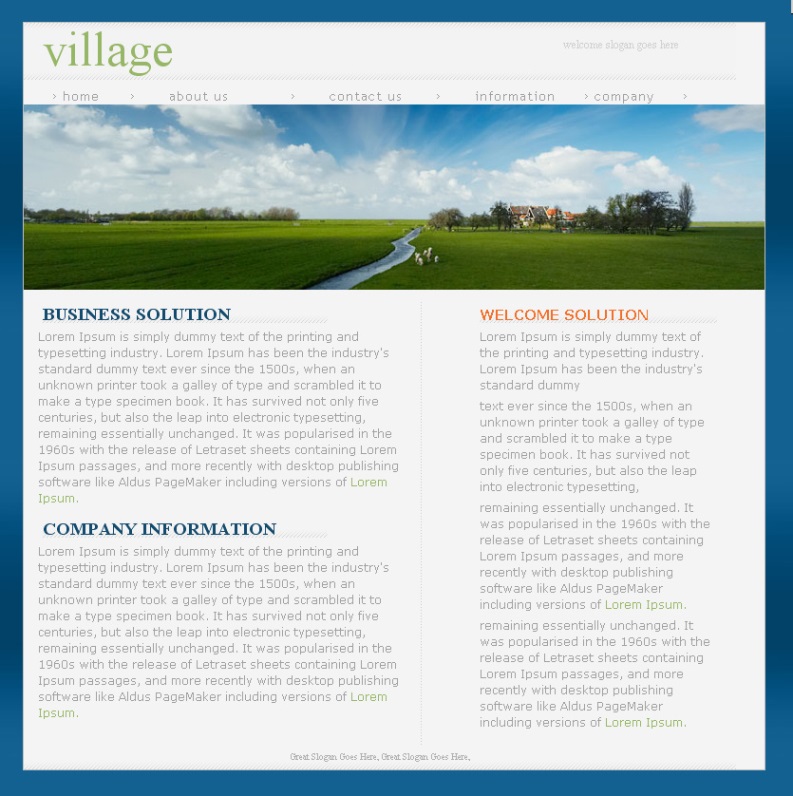 village
welcome slogan goes here
> home > about us > contact us > information > company >
BUSINESS SOLUTION
Lorem Ipsum is simply dummy text of the printing and
typesetting industry. Lorem Ipsum has been the industry's
standard dummy text ever since the 1500s, when an
unknown printer took a galley of type and scrambled it to
make a type specimen book. It has survived not only five
centuries, but also the leap into electronic typesetting,
remaining essentially unchanged. It was popularised in the
1960s with the release of Letraset sheets containing Lorem
Ipsum passages, and more recently with desktop publishing
software like Aldus PageMaker including versions of Lorem
Ipsum.
COMPANY INFORMATION
Lorem Ipsum is simply dummy text of the printing and
typesetting industry. Lorem Ipsum has been the industry's
standard dummy text ever since the 1500s, when an
unknown printer took a galley of type and scrambled it to
make a type specimen book. It has survived not only five
centuries, but also the leap into electronic typesetting,
remaining essentially unchanged. It was popularised in the
1960s with the release of Letraset sheets containing Lorem
Ipsum passages, and more recently with desktop publishing
software like Aldus PageMaker including versions of Lorem
Ipsum.
WELCOME SOLUTION
Lorem Ipsum is simply dummy text of
the printing and typesetting industry.
Lorem Ipsum has been the industry's
standard dummy
text ever since the 1500s, when an
unknown printer took a galley of type
and scrambled it to make a type
specimen book. It has survived not
only five centuries, but also the leap
into electronic typesetting,
remaining essentially unchanged. It
was popularised in the 1960s with the
release of Letraset sheets containing
Lorem Ipsum passages, and more
recently with desktop publishing
software like Aldus PageMaker
including versions of Lorem Ipsum.
remaining essentially unchanged. It
was popularised in the 1960s with the
release of Letraset sheets containing
Lorem Ipsum passages, and more
recently with desktop publishing
software like Aldus PageMaker
including versions of Lorem Ipsum.
Great Slogan Goes Here, Great Slogan Goes Here,